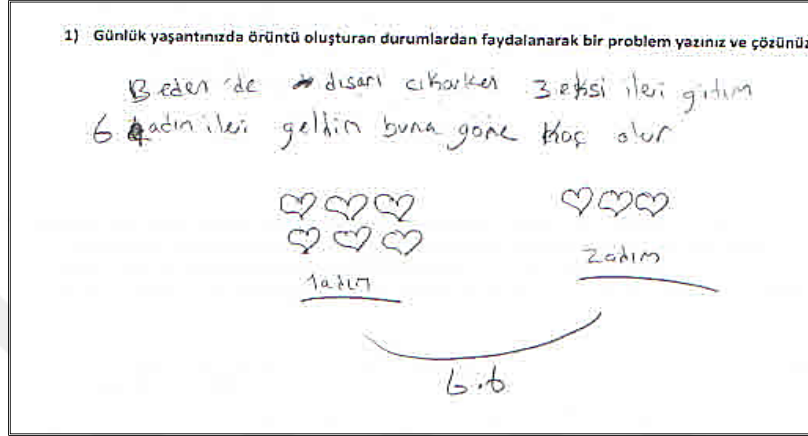 1) Günlük yaşantınızda örüntü oluşturan durumlardan faydalanarak bir problem yazınız ve çözünüz
Beden de dısarı cıkarken 3 eksi ileri gitim
6 adın ileri geldin buna göre kaç olur
1adım
2adım
6.6